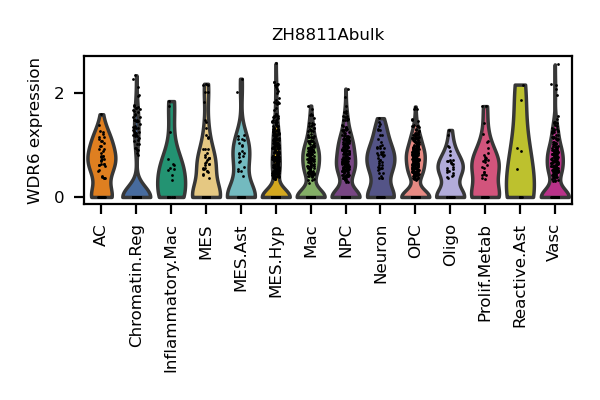 ZH8811Abulk
WDR6 expression
2
0
AC
Chromatin.Reg
Inflammatory.Mac
MES
MES.Ast
MES.Hyp
Mac
NPC
Neuron
OPC
Oligo
Prolif.Metab
Reactive.Ast
Vasc